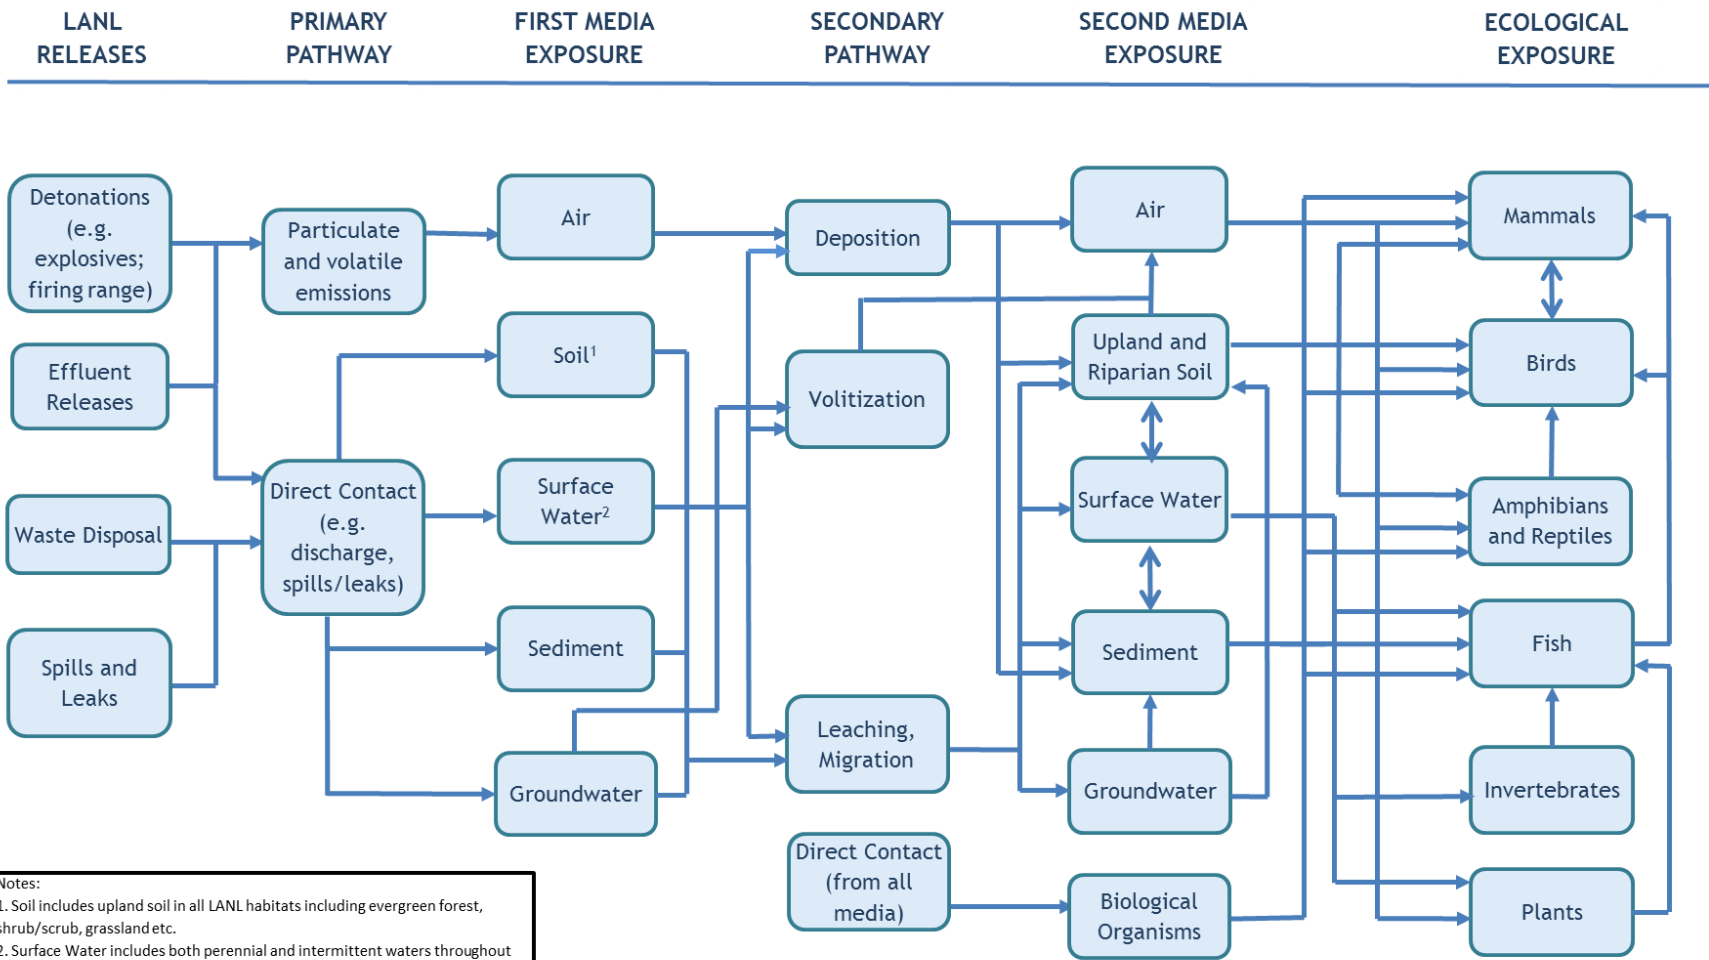 LANL
RELEASES
PRIMARY
PATHWAY
FIRST MEDIA
EXPOSURE
SECONDARY
PATHWAY
SECOND MEDIA
EXPOSURE
ECOLOGICAL
EXPOSURE
Detonations
(e.g.
explosives;
firing range)
Effluent
Releases
Waste Disposal
Spills and
Leaks
Particulate
and volatile
emissions
Direct Contact
(e.g.
discharge,
spills/leaks)
Air
Soil¹
Surface
Water²
Sediment
Groundwater
Deposition
Volitization
Leaching,
Migration
Direct Contact
(from all
media)
Air
Upland and
Riparian Soil
Surface Water
Sediment
Groundwater
Biological
Organisms
Mammals
Birds
Amphibians
and Reptiles
Fish
Invertebrates
Plants
Notes:
1. Soil includes upland soil in all LANL habitats including evergreen forest,
shrub/scrub, grassland etc.
2. Surface Water includes both perennial and intermittent waters throughout